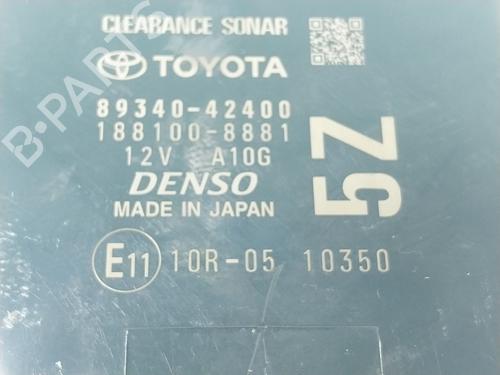 CLEARANCE SONAR
TOYOTA
89340-42400
188100-8881
12V A10G
DENSO
MADE IN JAPAN
5Z
E11 10R-05 10350
B-PARTS